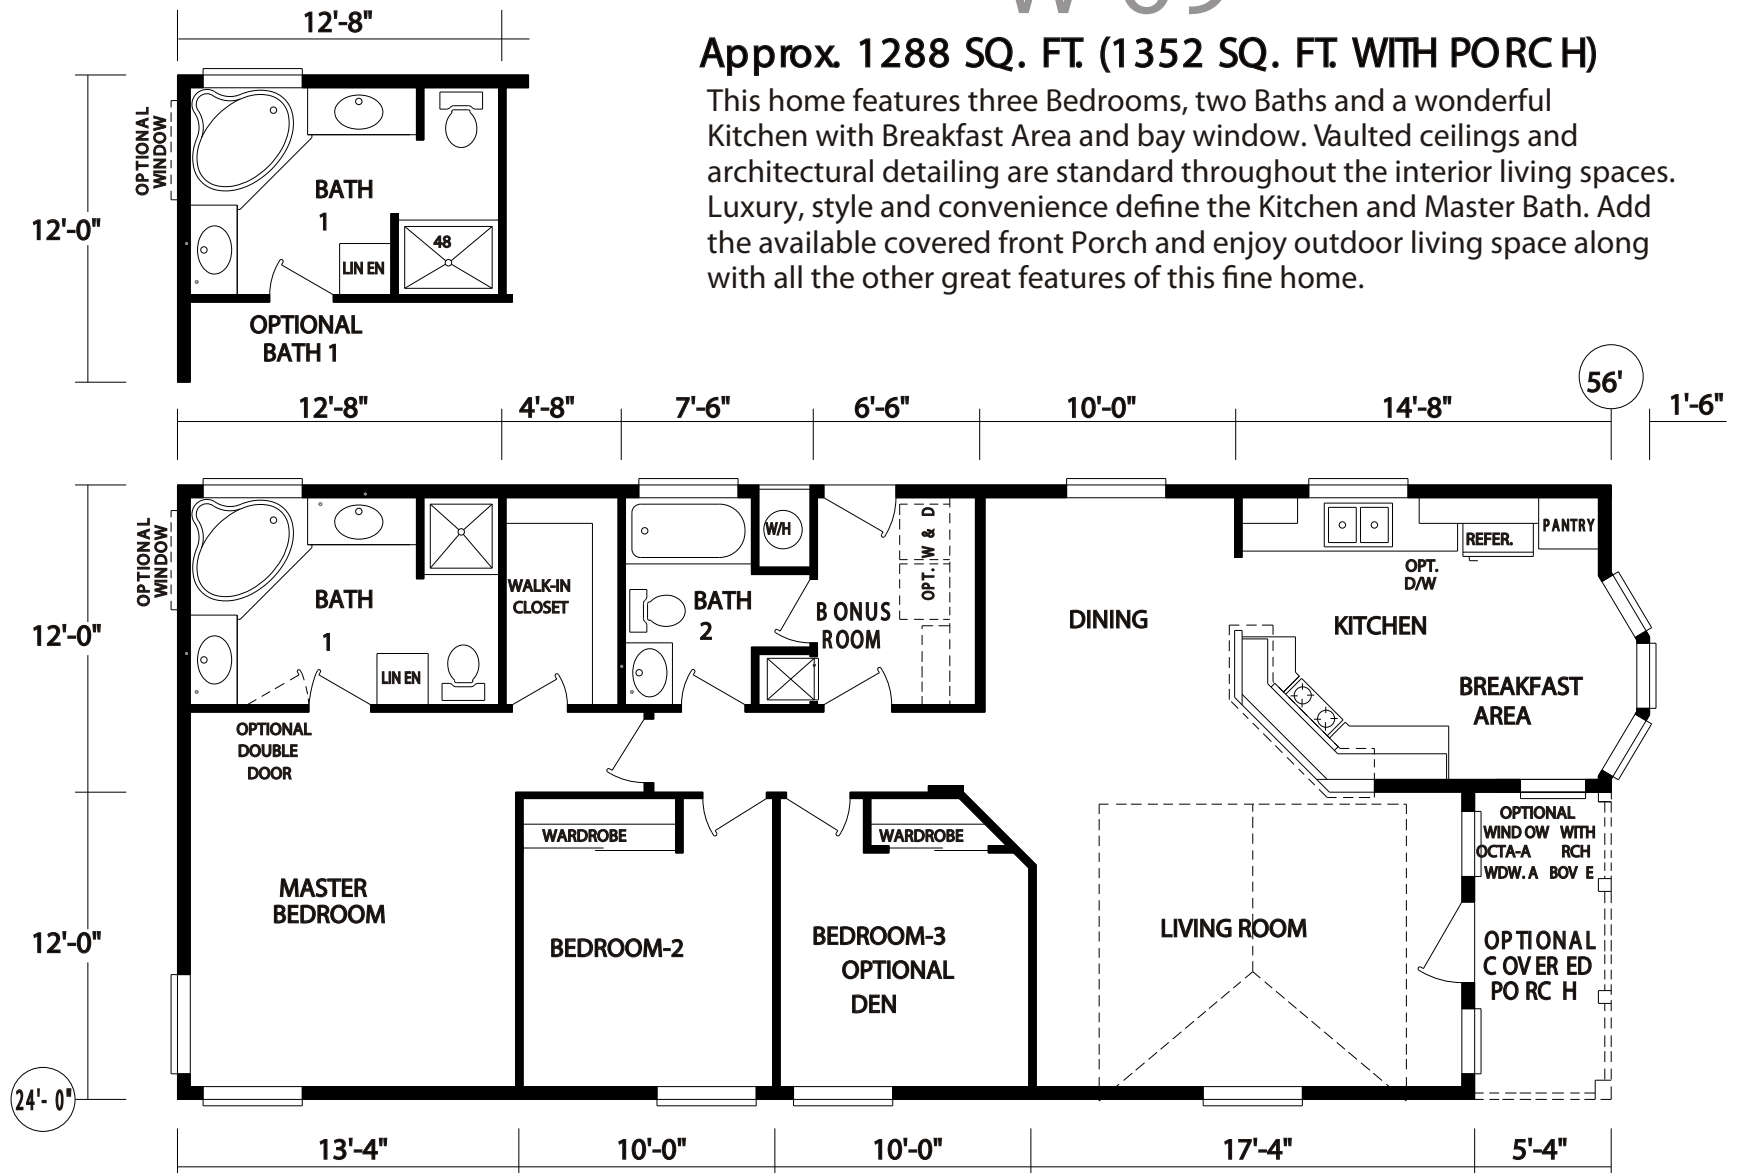 12'-8"
Approx. 1288 SQ. FT. (1352 SQ. FT. WITH PORCH)
This home features three Bedrooms, two Baths and a wonderful
Kitchen with Breakfast Area and bay window. Vaulted ceilings and
architectural detailing are standard throughout the interior living spaces.
Luxury, style and convenience define the Kitchen and Master Bath. Add
the available covered front Porch and enjoy outdoor living space along
with all the other great features of this fine home.
OPTIONAL
WINDOW
12'-0"
BATH
1
48
LINEN
OPTIONAL
BATH 1
56'
12'-8" 4'-8" 7'-6" 6'-6" 10'-0" 14'-8" 1'-6"
OPTIONAL
WINDOW
12'-0"
BATH
1
LINEN
WALK-IN
CLOSET
W/H
BATH
2
BONUS
ROOM
OPT. W & D
DINING
REFER.
PANTRY
OPT.
D/W
KITCHEN
BREAKFAST
AREA
OPTIONAL
DOUBLE
DOOR
WARDROBE
WARDROBE
OPTIONAL
WINDOW WITH
OCTA-ARCH
WDW. ABOVE
12'-0"
MASTER
BEDROOM
BEDROOM-2
BEDROOM-3
OPTIONAL
DEN
LIVING ROOM
OPTIONAL
COVERED
PORCH
24'-0"
13'-4" 10'-0" 10'-0" 17'-4" 5'-4"